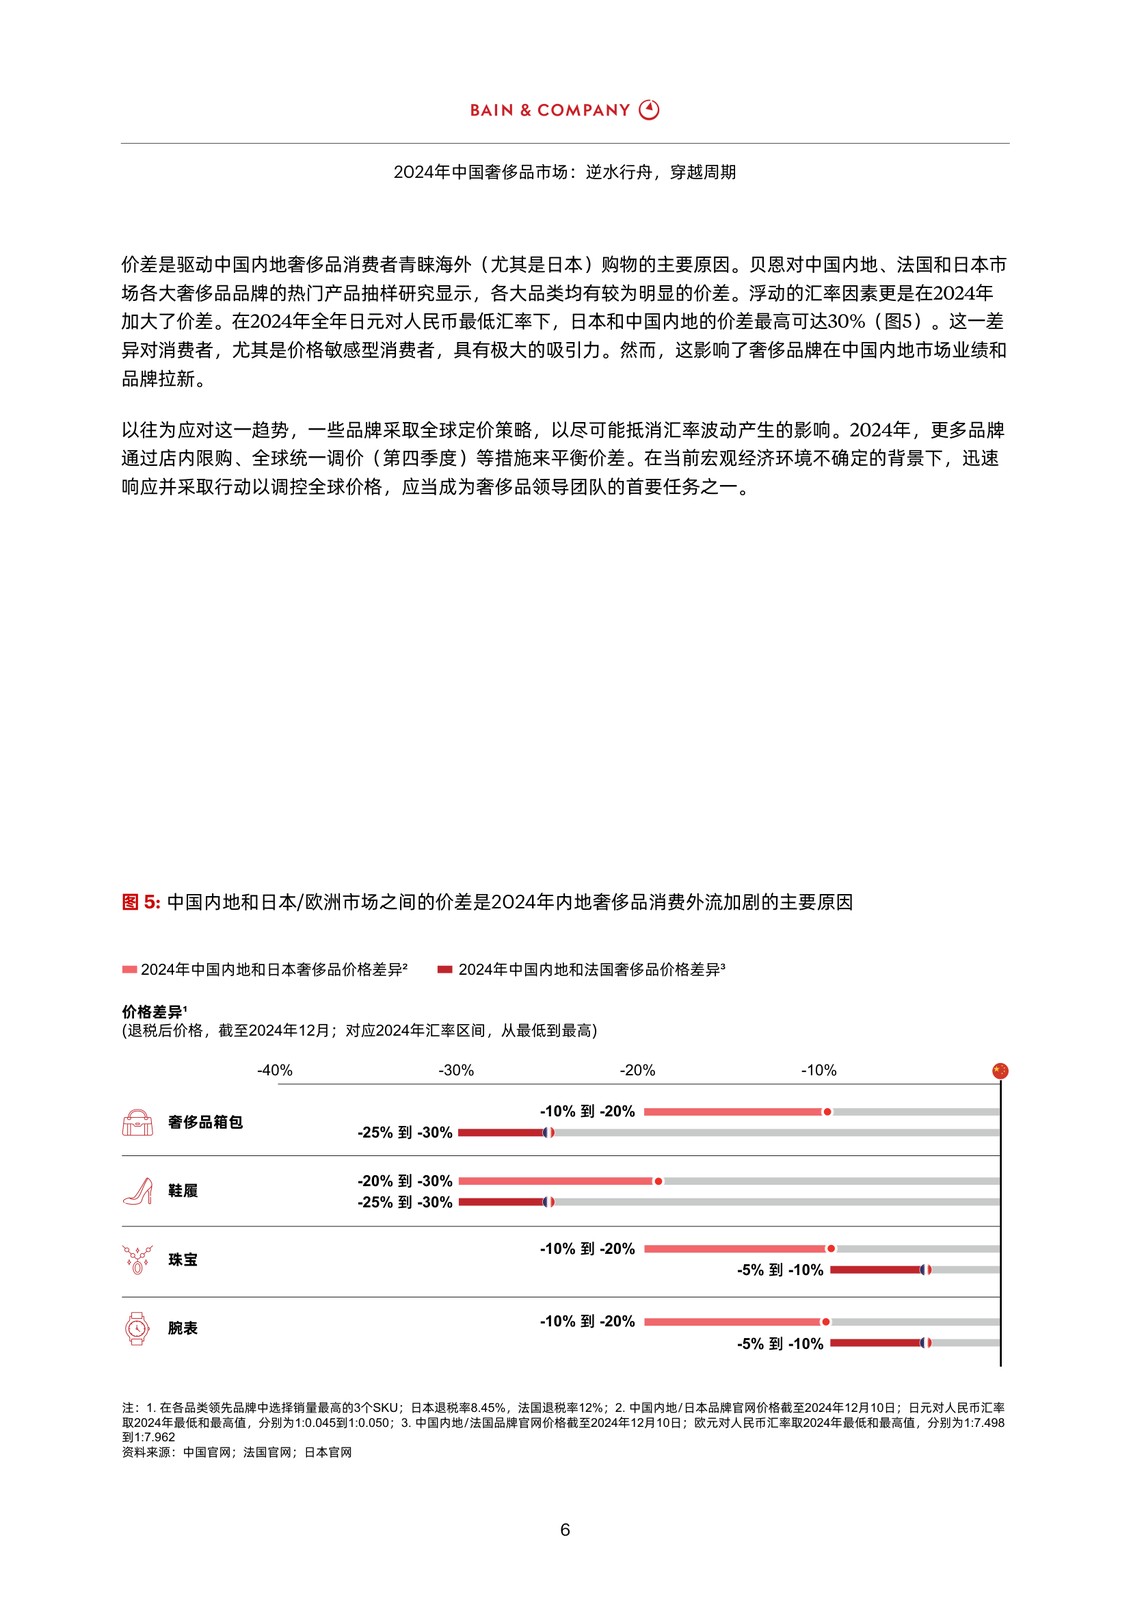 BAIN & COMPANY
2024年中国奢侈品市场：逆水行舟，穿越周期
价差是驱动中国内地奢侈品消费者青睐海外（尤其是日本）购物的主要原因。贝恩对中国内地、法国和日本市
场各大奢侈品品牌的热门产品抽样研究显示，各大品类均有较为明显的价差。浮动的汇率因素更是在2024年
加大了价差。在2024年全年日元对人民币最低汇率下，日本和中国内地的价差最高可达30%（图5）。这一差
异对消费者，尤其是价格敏感型消费者，具有极大的吸引力。然而，这影响了奢侈品牌在中国内地市场业绩和
品牌拉新。
以往为应对这一趋势，一些品牌采取全球定价策略，以尽可能抵消汇率波动产生的影响。2024年，更多品牌
通过店内限购、全球统一调价（第四季度）等措施来平衡价差。在当前宏观经济环境不确定的背景下，迅速
响应并采取行动以调控全球价格，应当成为奢侈品领导团队的首要任务之一。
图 5: 中国内地和日本/欧洲市场之间的价差是2024年内地奢侈品消费外流加剧的主要原因
2024年中国内地和日本奢侈品价格差异² 2024年中国内地和法国奢侈品价格差异³
价格差异¹
(退税后价格，截至2024年12月；对应2024年汇率区间，从最低到最高)
-40% -30% -20% -10%
奢侈品箱包
-10% 到 -20%
-25% 到 -30%
鞋履
-20% 到 -30%
-25% 到 -30%
珠宝
-10% 到 -20%
-5% 到 -10%
腕表
-10% 到 -20%
-5% 到 -10%
注：1. 在各品类领先品牌中选择销量最高的3个SKU；日本退税率8.45%，法国退税率12%；2. 中国内地/日本品牌官网价格截至2024年12月10日；日元对人民币汇率
取2024年最低和最高值，分别为1:0.045到1:0.050；3. 中国内地/法国品牌官网价格截至2024年12月10日；欧元对人民币汇率取2024年最低和最高值，分别为1:7.498
到1:7.962
资料来源：中国官网；法国官网；日本官网
6